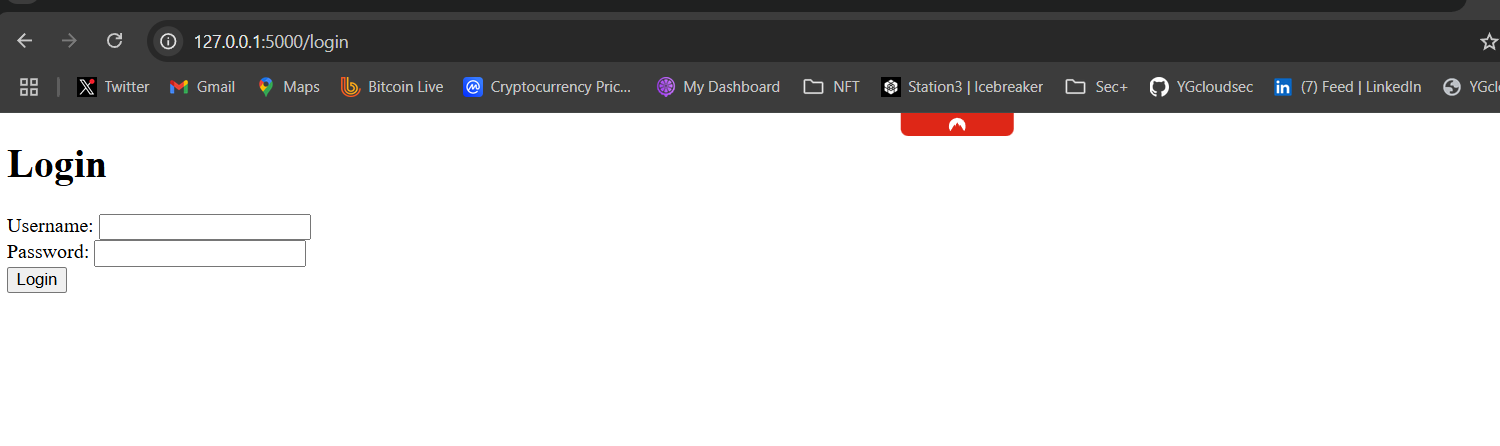 127.0.0.1:5000/login
Twitter Gmail Maps Bitcoin Live Cryptocurrency Pric... My Dashboard NFT Station3 | Icebreaker Sec+ YGcloudsec (7) Feed | LinkedIn YGcl
Login
Username:
Password:
Login